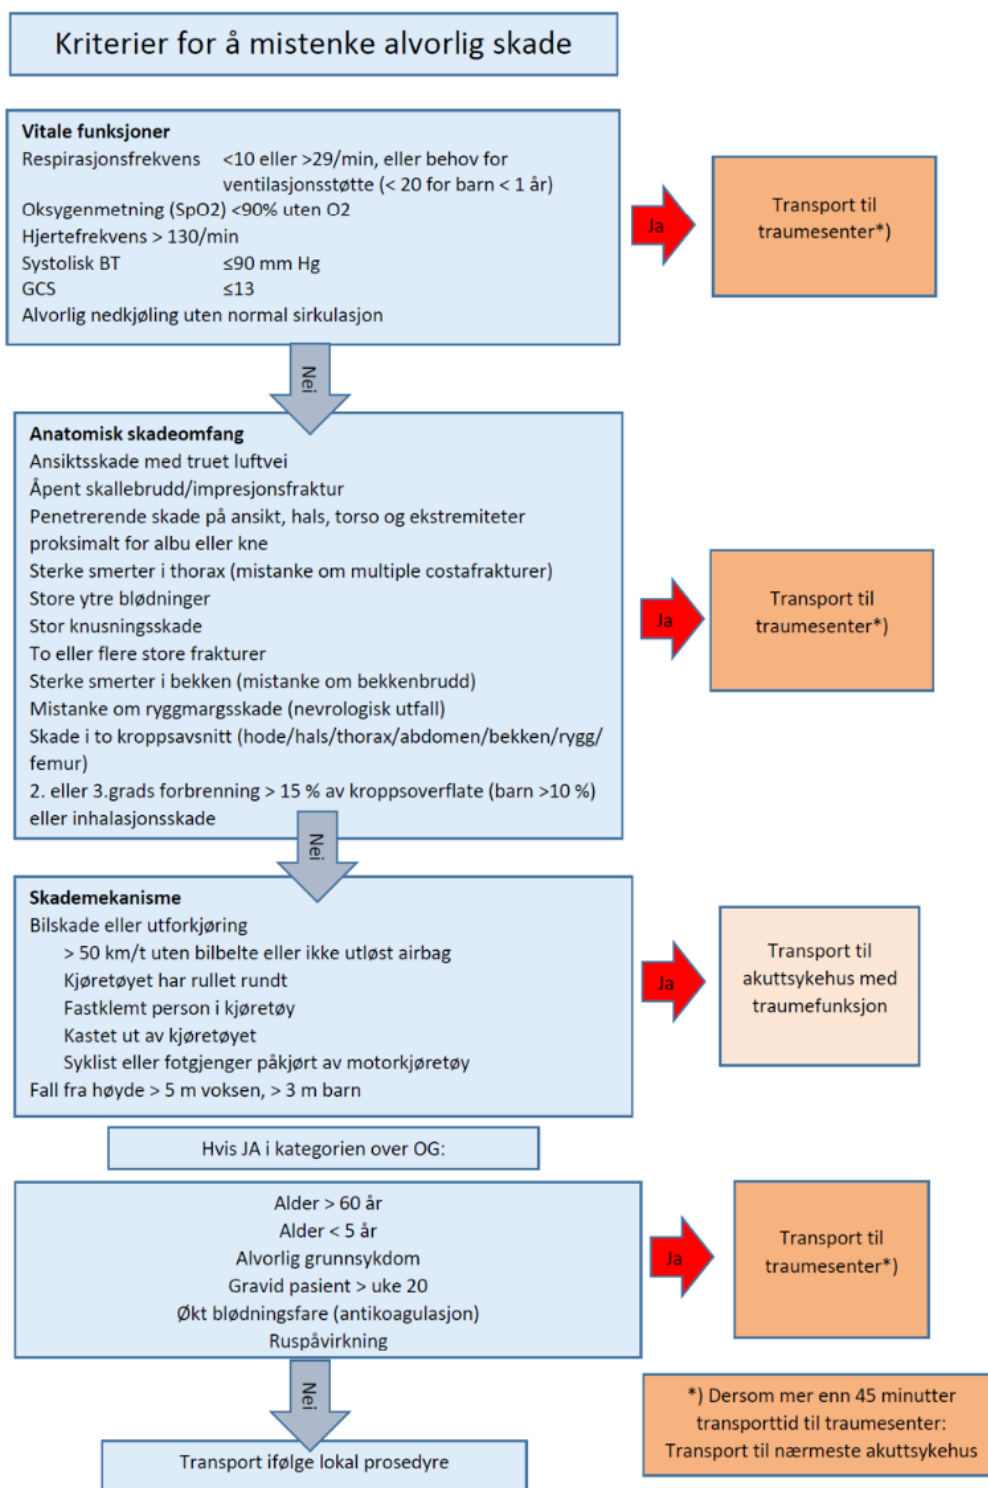 Kriterier for å mistenke alvorlig skade
Vitale funksjoner
Respirasjonsfrekvens <10 eller >29/min, eller behov for
ventilasjonsstøtte (< 20 for barn < 1 år)
Oksygenmetning (SpO2) <90% uten O2
Hjertefrekvens > 130/min
Systolisk BT ≤90 mm Hg
GCS ≤13
Alvorlig nedkjøling uten normal sirkulasjon
Ja
Transport til
traumesenter*)
Nei
Anatomisk skadeomfang
Ansiktsskade med truet luftvei
Åpent skallebrudd/impresjonsfraktur
Penetrerende skade på ansikt, hals, torso og ekstremiteter
proksimalt for albu eller kne
Sterke smerter i thorax (mistanke om multiple costafrakturer)
Store ytre blødninger
Stor knusningsskade
To eller flere store frakturer
Sterke smerter i bekken (mistanke om bekkenbrudd)
Mistanke om ryggmargsskade (nevrologisk utfall)
Skade i to kroppsavsnitt (hode/hals/thorax/abdomen/bekken/rygg/
femur)
2. eller 3.grads forbrenning > 15 % av kroppsoverflate (barn >10 %)
eller inhalasjonsskade
Ja
Transport til
traumesenter*)
Nei
Skademekanisme
Bilskade eller utforkjøring
> 50 km/t uten bilbelte eller ikke utløst airbag
Kjøretøyet har rullet rundt
Fastklemt person i kjøretøy
Kastet ut av kjøretøyet
Syklist eller fotgjenger påkjørt av motorkjøretøy
Fall fra høyde > 5 m voksen, > 3 m barn
Ja
Transport til
akuttsykehus med
traumefunksjon
Hvis JA i kategorien over OG:
Alder > 60 år
Alder < 5 år
Alvorlig grunnsykdom
Gravid pasient > uke 20
Økt blødningsfare (antikoagulasjon)
Ruspåvirkning
Ja
Transport til
traumesenter*)
Nei
*) Dersom mer enn 45 minutter
transporttid til traumesenter:
Transport til nærmeste akuttsykehus
Transport ifølge lokal prosedyre